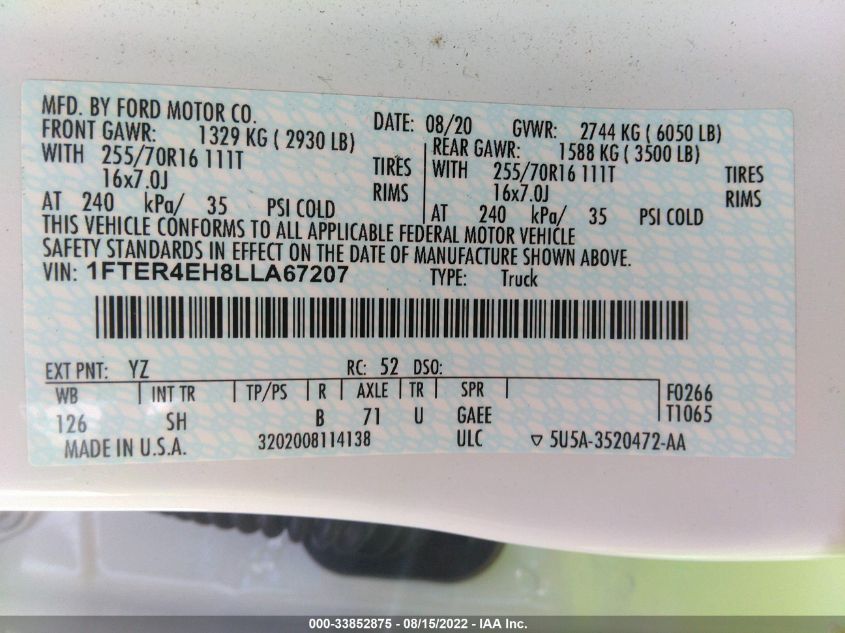 MFD. BY FORD MOTOR CO.
DATE: 08/20 GVWR: 2744 KG ( 6050 LB)
FRONT GAWR: 1329 KG ( 2930 LB) REAR GAWR: 1588 KG ( 3500 LB)
WITH 255/70R16 111T TIRES WITH 255/70R16 111T TIRES
16x7.0J RIMS 16x7.0J RIMS
AT 240 kPa/ 35 PSI COLD AT 240 kPa/ 35 PSI COLD
THIS VEHICLE CONFORMS TO ALL APPLICABLE FEDERAL MOTOR VEHICLE
SAFETY STANDARDS IN EFFECT ON THE DATE OF MANUFACTURE SHOWN ABOVE.
VIN: 1FTER4EH8LLA67207 TYPE: Truck
EXT PNT: YZ RC: 52 DSO:
WB INT TR TP/PS R AXLE TR SPR F0266
126 SH B 71 U GAEE T1065
MADE IN U.S.A. 3202008114138 ULC ▽ 5U5A-3520472-AA
000-33852875 - 08/15/2022 - IAA Inc.